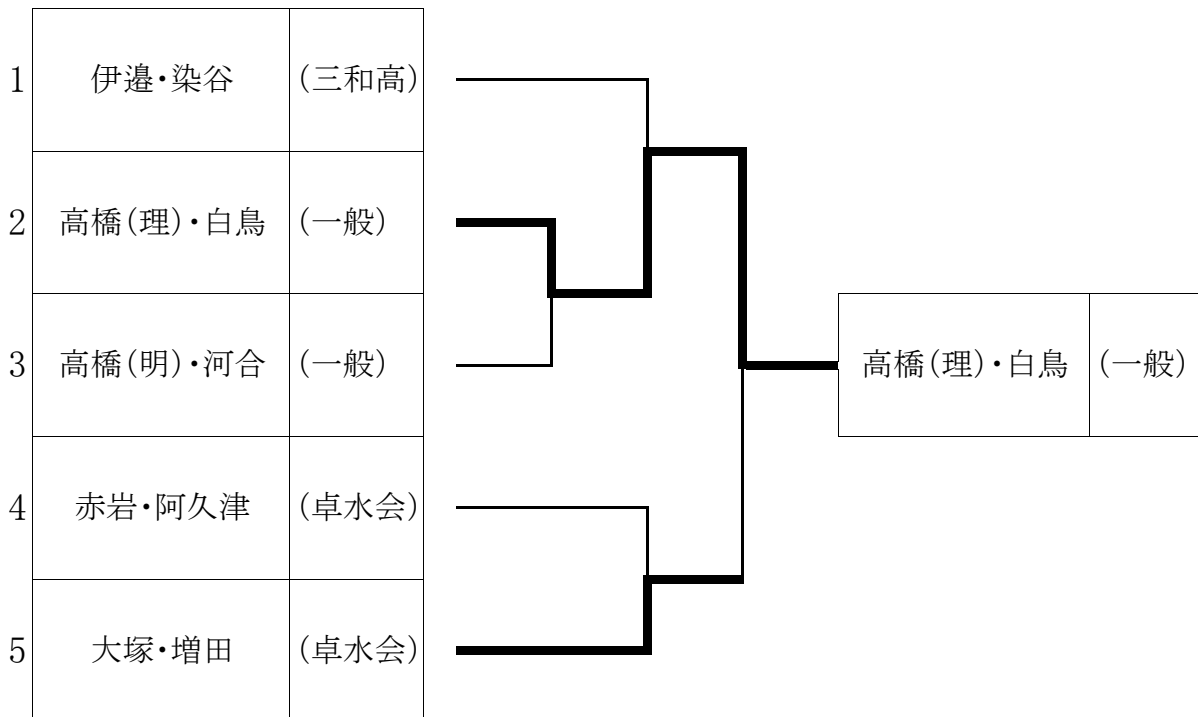 1 伊邉・染谷 (三和高)
2 高橋(理)・白鳥 (一般)
3 高橋(明)・河合 (一般)
高橋(理)・白鳥 (一般)
4 赤岩・阿久津 (卓水会)
5 大塚・増田 (卓水会)